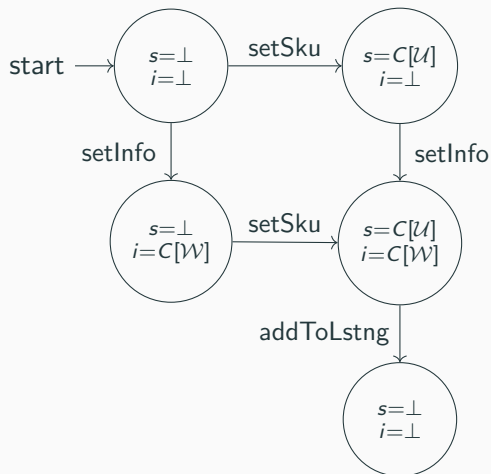 start
s=⊥
i=⊥
setSku
s=C[𝒰]
i=⊥
setInfo
setInfo
s=⊥
i=C[𝒲]
setSku
s=C[𝒰]
i=C[𝒲]
addToLstng
s=⊥
i=⊥